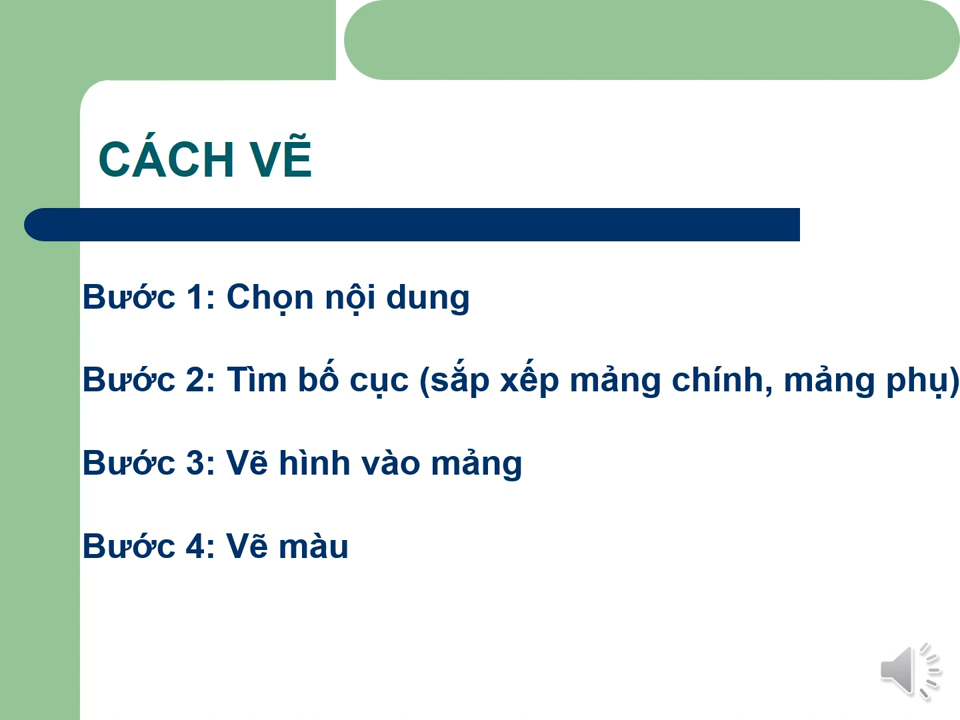 CÁCH VẼ
Bước 1: Chọn nội dung
Bước 2: Tìm bố cục (sắp xếp mảng chính, mảng phụ)
Bước 3: Vẽ hình vào mảng
Bước 4: Vẽ màu